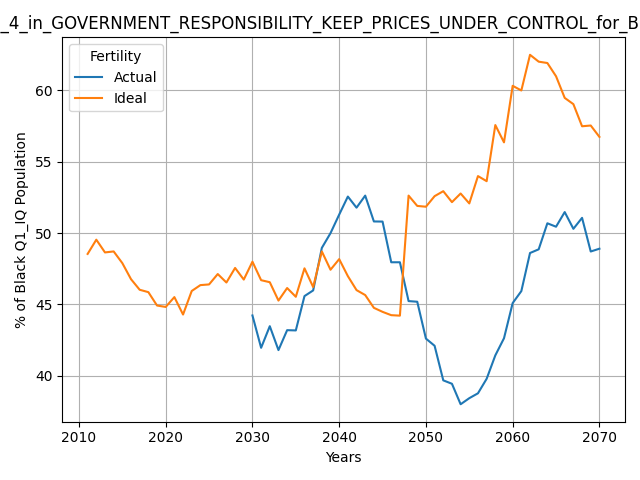 _4_in_GOVERNMENT_RESPONSIBILITY_KEEP_PRICES_UNDER_CONTROL_for_B
Fertility
Actual
Ideal
% of Black Q1_IQ Population
60
55
50
45
40
2010 2020 2030 2040 2050 2060 2070
Years